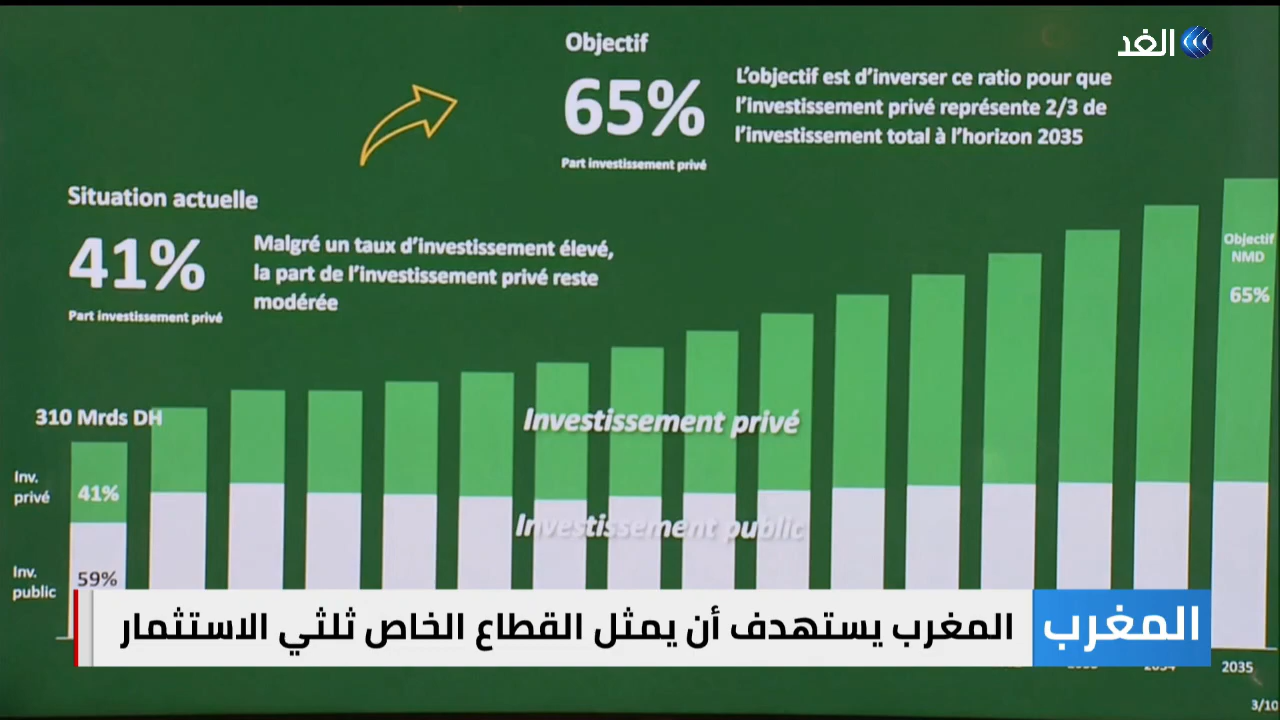 الغد
Objectif
65%
Part investissement privé
L’objectif est d’inverser ce ratio pour que
l’investissement privé représente 2/3 de
l’investissement total à l’horizon 2035
Situation actuelle
41%
Part investissement privé
Malgré un taux d’investissement élevé,
la part de l’investissement privé reste
modérée
Objectif
NMD
65%
310 Mrds DH
Investissement privé
Inv.
privé
41%
Investissement public
Inv.
public
59%
المغرب
المغرب يستهدف أن يمثل القطاع الخاص ثلثي الاستثمار
2035
3/10